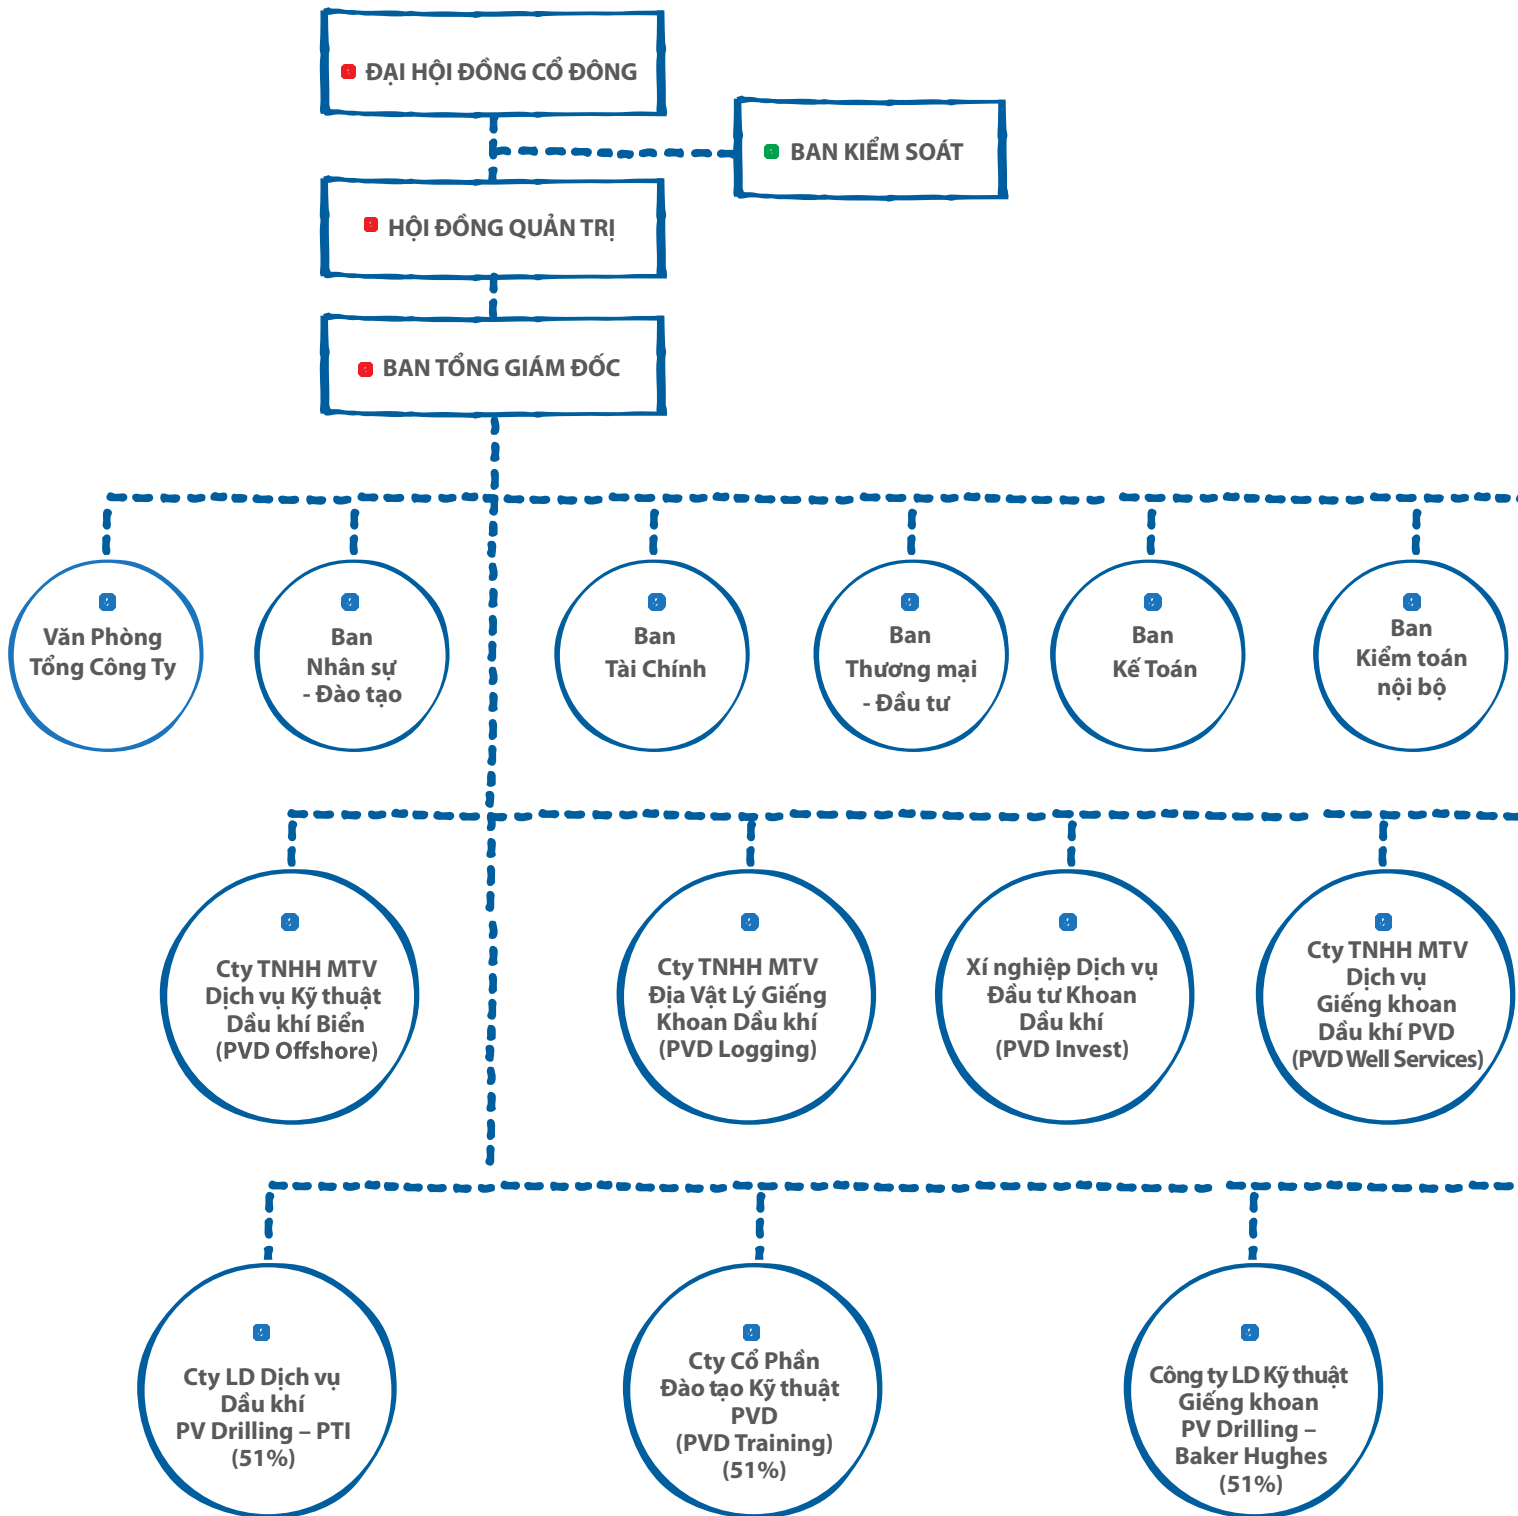 ĐẠI HỘI ĐỒNG CỔ ĐÔNG
BAN KIỂM SOÁT
HỘI ĐỒNG QUẢN TRỊ
BAN TỔNG GIÁM ĐỐC
Văn Phòng
Tổng Công Ty
Ban
Nhân sự
- Đào tạo
Ban
Tài Chính
Ban
Thương mại
- Đầu tư
Ban
Kế Toán
Ban
Kiểm toán
nội bộ
Cty TNHH MTV
Dịch vụ Kỹ thuật
Dầu khí Biển
(PVD Offshore)
Cty TNHH MTV
Địa Vật Lý Giếng
Khoan Dầu khí
(PVD Logging)
Xí nghiệp Dịch vụ
Đầu tư Khoan
Dầu khí
(PVD Invest)
Cty TNHH MTV
Dịch vụ
Giếng khoan
Dầu khí PVD
(PVD Well Services)
Cty LD Dịch vụ
Dầu khí
PV Drilling – PTI
(51%)
Cty Cổ Phần
Đào tạo Kỹ thuật
PVD
(PVD Training)
(51%)
Công ty LD Kỹ thuật
Giếng khoan
PV Drilling –
Baker Hughes
(51%)